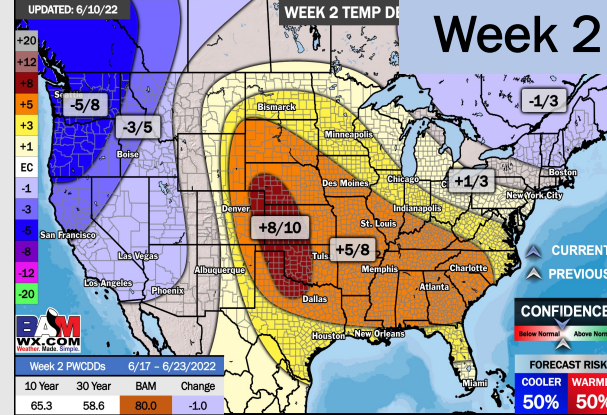 UPDATED: 6/10/22
WEEK 2 TEMP DE
Week 2
+20
+12
+8
+5
+3
+1
EC
-1
-3
-5
-8
-12
-20
Seattle
-5/8
-3/5
-1/3
Bismarck
Minneapolis
Boise
Boston
Chicago
+1/3
New York City
Des Moines
Indianapolis
Denver
+8/10
St. Louis
San Francisco
+5/8
CURRENT
Las Vegas
Tuls
Albuquerque
Memphis
Charlotte
PREVIOUS
Los Angeles
Phoenix
Atlanta
Dallas
CONFIDENCE
Below Normal
Above Norm
BAM
WX.COM
Weather. Made. Simple.
Houston
New Orleans
Miami
FORECAST RISK
COOLER
WARME
50%
50%
Week 2 PWCDDs
6/17 - 6/23/2022
10 Year
30 Year
BAM
Change
65.3
58.6
80.0
-1.0